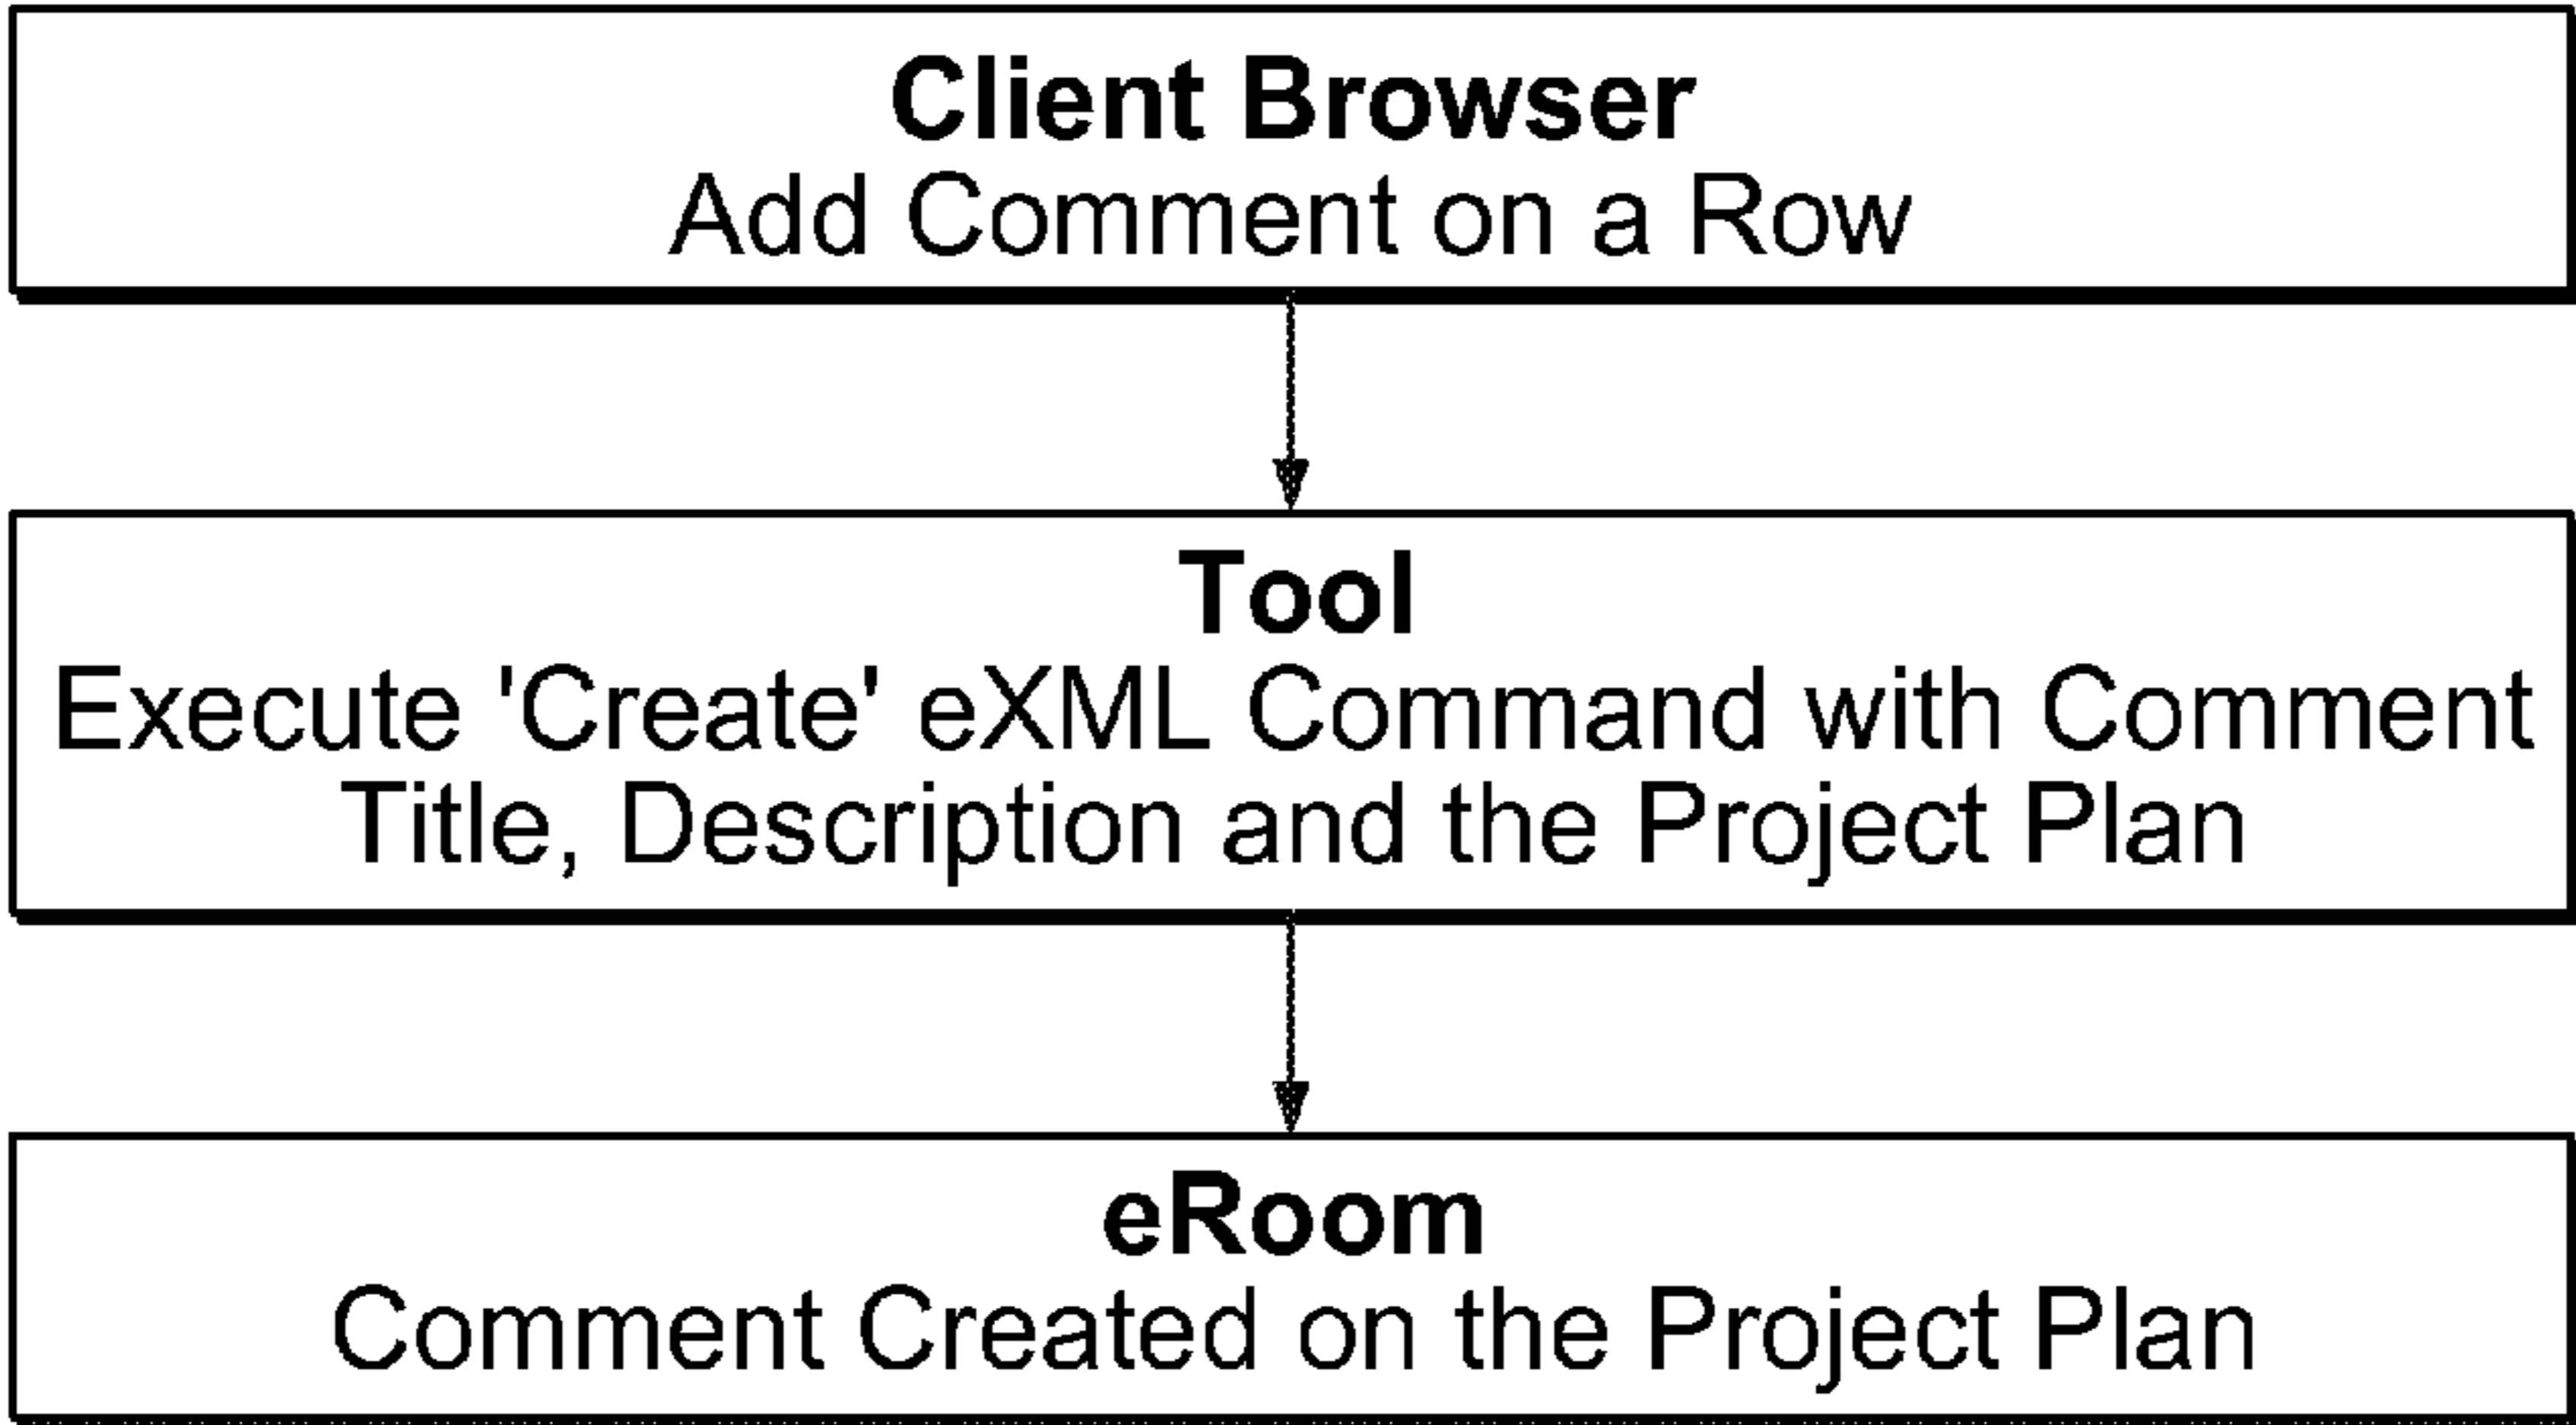 Client Browser
Add Comment on a Row
Tool
Execute 'Create' eXML Command with Comment
Title, Description and the Project Plan
eRoom
Comment Created on the Project Plan